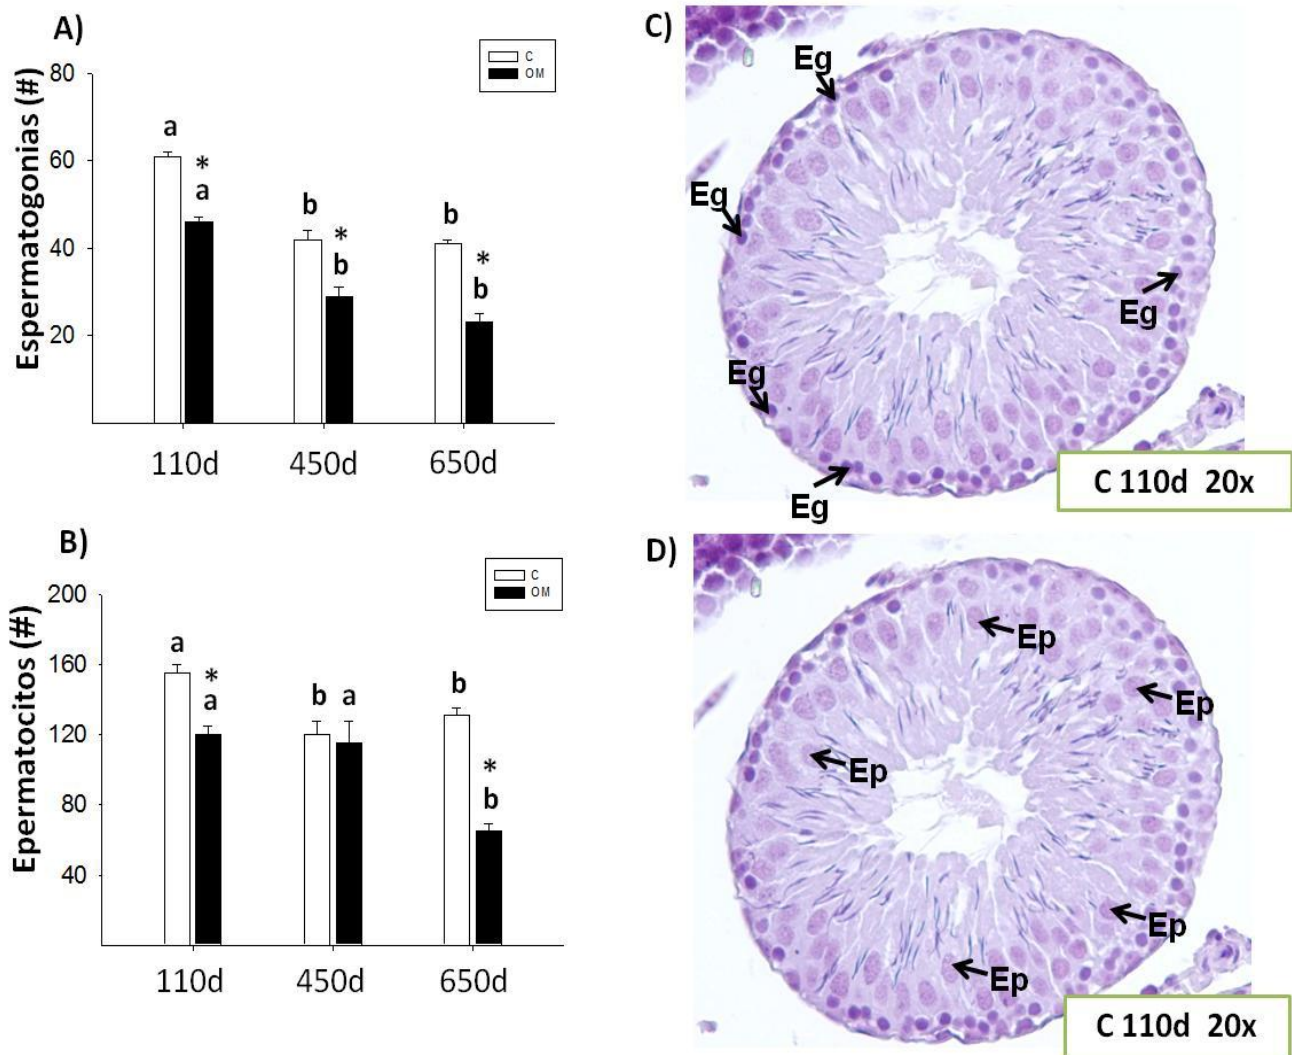 A)
C
OM
Espermatogonias (#)
80
60
40
20
a
*
a
b
*
b
b
*
b
110d 450d 650d
B)
C
OM
Epermatocitos (#)
200
160
120
80
40
a
*
a
b a
b
*
b
110d 450d 650d
C)
Eg
Eg
Eg
Eg
Eg
C 110d 20x
D)
Ep
Ep
Ep
Ep
Ep
C 110d 20x